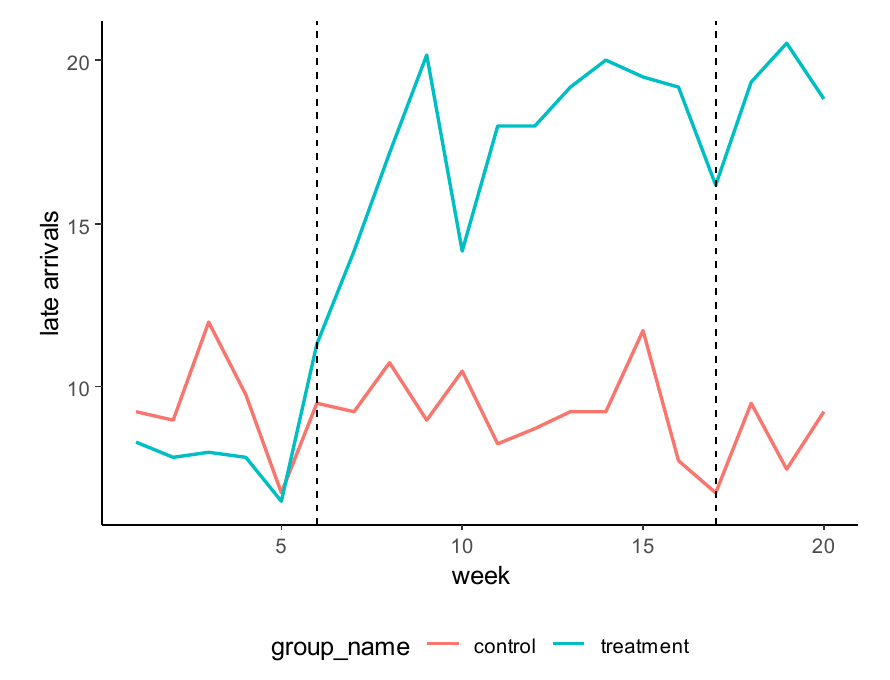 20
15
10
late arrivals
5 10 15 20
week
group_name control treatment